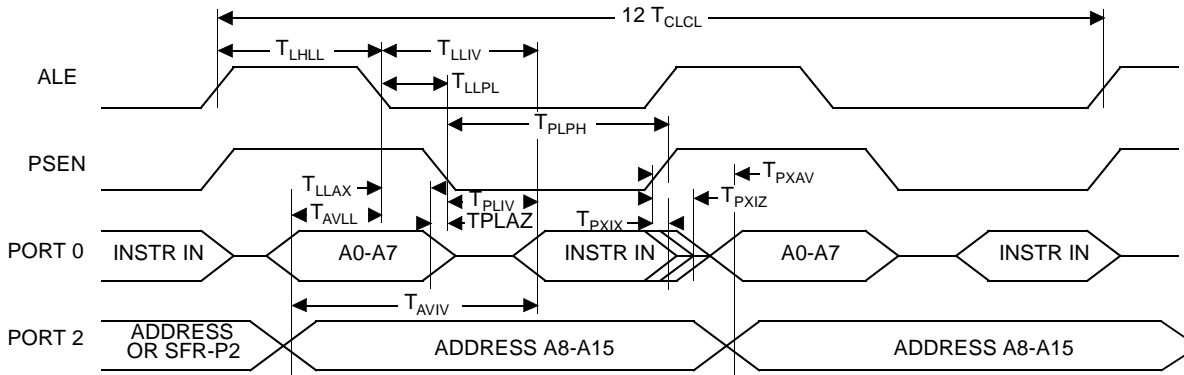 12 TCLCL
TLHLL
TLLIV
ALE
TLLPL
TPLPH
PSEN
TLLAX
TPXAV
TPLIV
TPXIZ
TAVLL
TPLAZ
TPXIX
PORT 0
INSTR IN
A0-A7
INSTR IN
A0-A7
INSTR IN
TAVIV
PORT 2
ADDRESS
OR SFR-P2
ADDRESS A8-A15
ADDRESS A8-A15